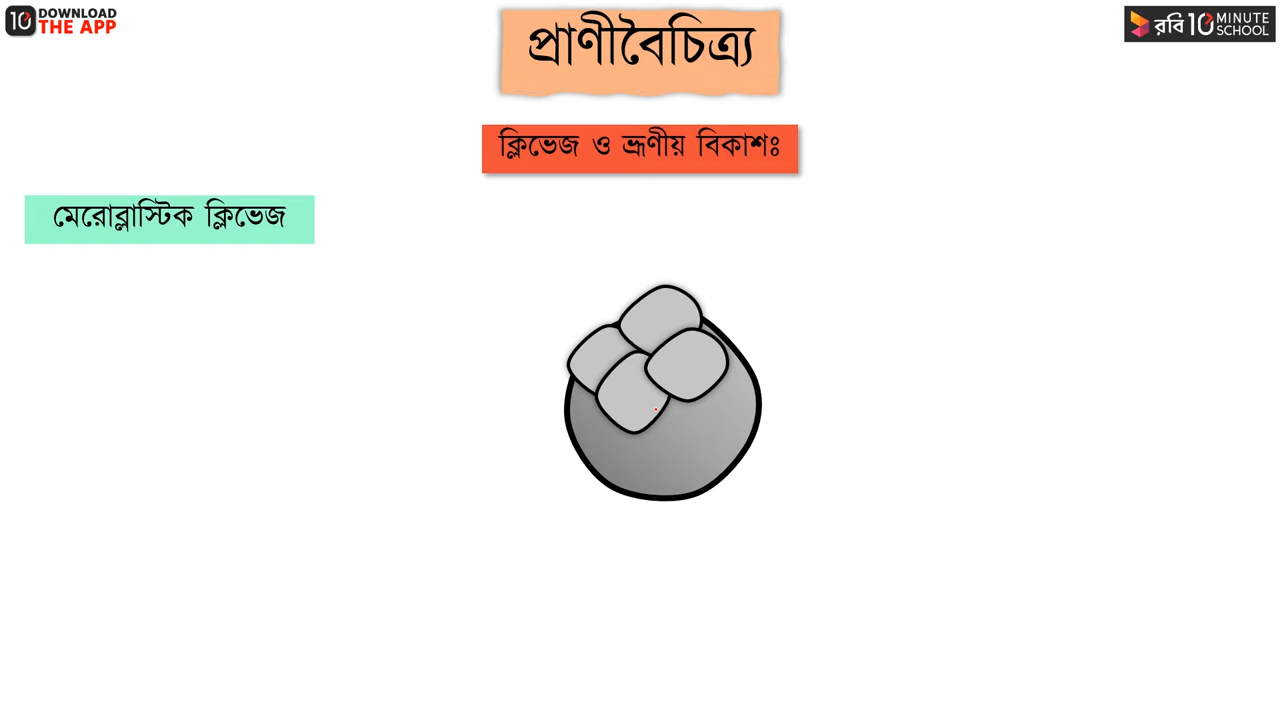 10 DOWNLOAD
THE APP
প্রাণীবৈচিত্র্য
রবি 10 MINUTE
SCHOOL
ক্লিভেজ ও ভ্রূণীয় বিকাশঃ
মেরোব্লাস্টিক ক্লিভেজ